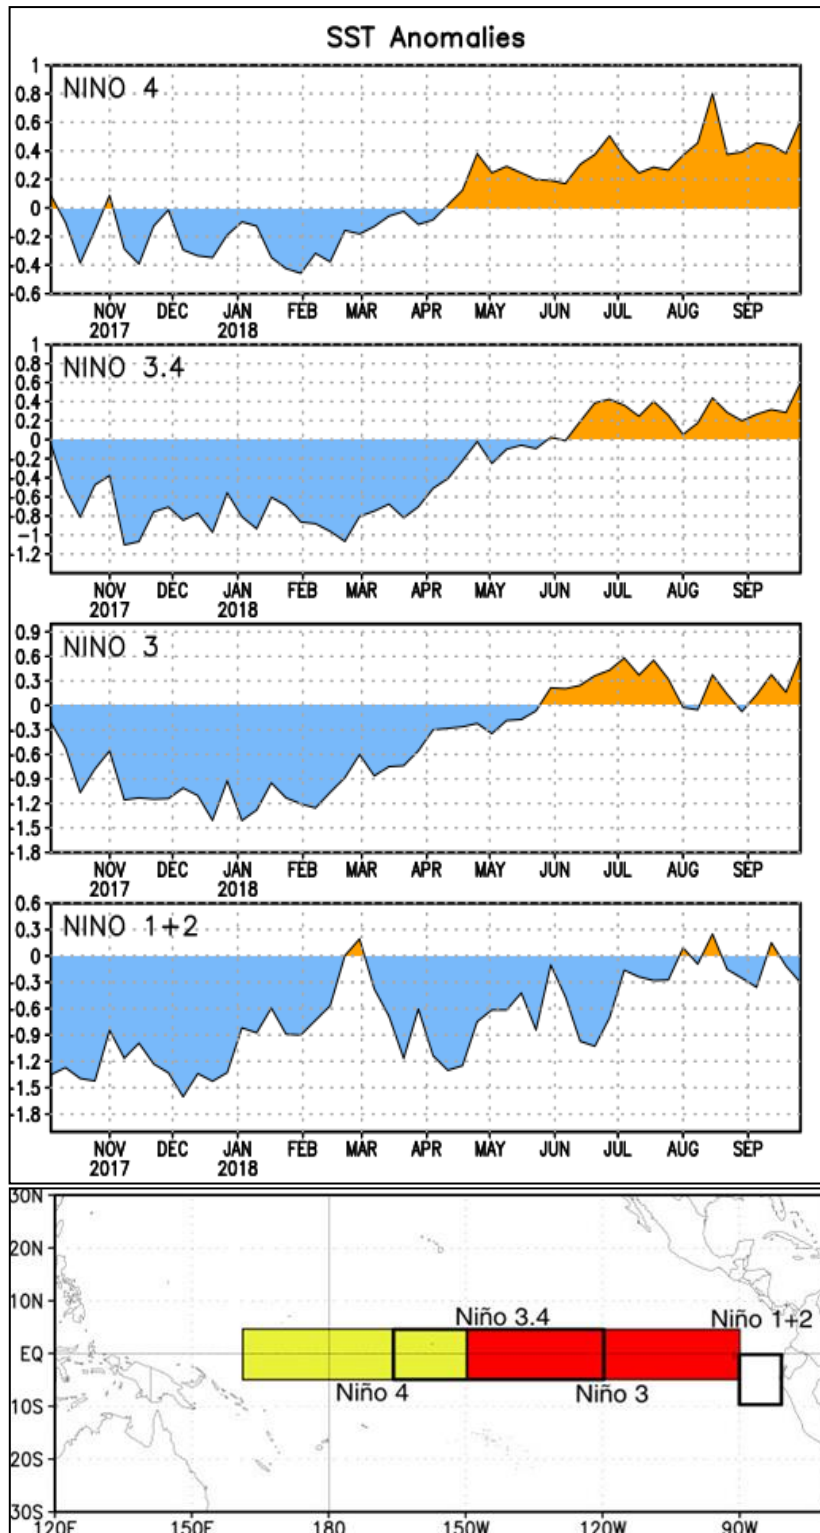 SST Anomalies
NINO 4
1
0.8
0.6
0.4
0.2
0
-0.2
-0.4
-0.6
NOV DEC JAN FEB MAR APR MAY JUN JUL AUG SEP
2017 2018
NINO 3.4
1
0.8
0.6
0.4
0.2
0
-0.2
-0.4
-0.6
-0.8
-1
-1.2
NOV DEC JAN FEB MAR APR MAY JUN JUL AUG SEP
2017 2018
NINO 3
0.9
0.6
0.3
0
-0.3
-0.6
-0.9
-1.2
-1.5
-1.8
NOV DEC JAN FEB MAR APR MAY JUN JUL AUG SEP
2017 2018
NINO 1+2
0.6
0.3
0
-0.3
-0.6
-0.9
-1.2
-1.5
-1.8
NOV DEC JAN FEB MAR APR MAY JUN JUL AUG SEP
2017 2018
30N
20N
10N
EQ
10S
20S
30S
Niño 3.4
Niño 1+2
Niño 4
Niño 3
120E 150E 180 150W 120W 90W